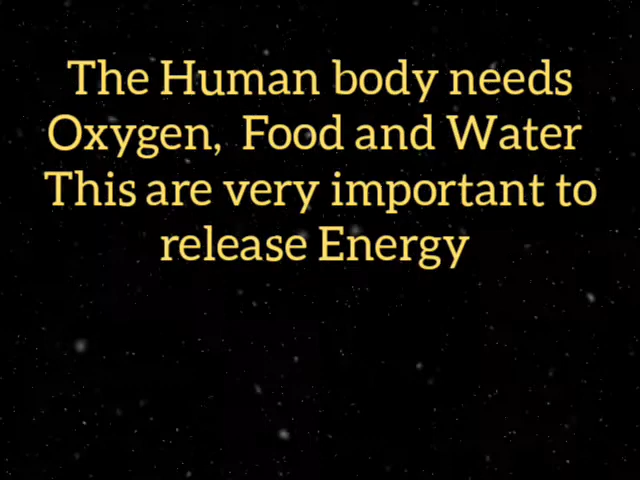 The Human body needs
Oxygen, Food and Water
This are very important to
release Energy